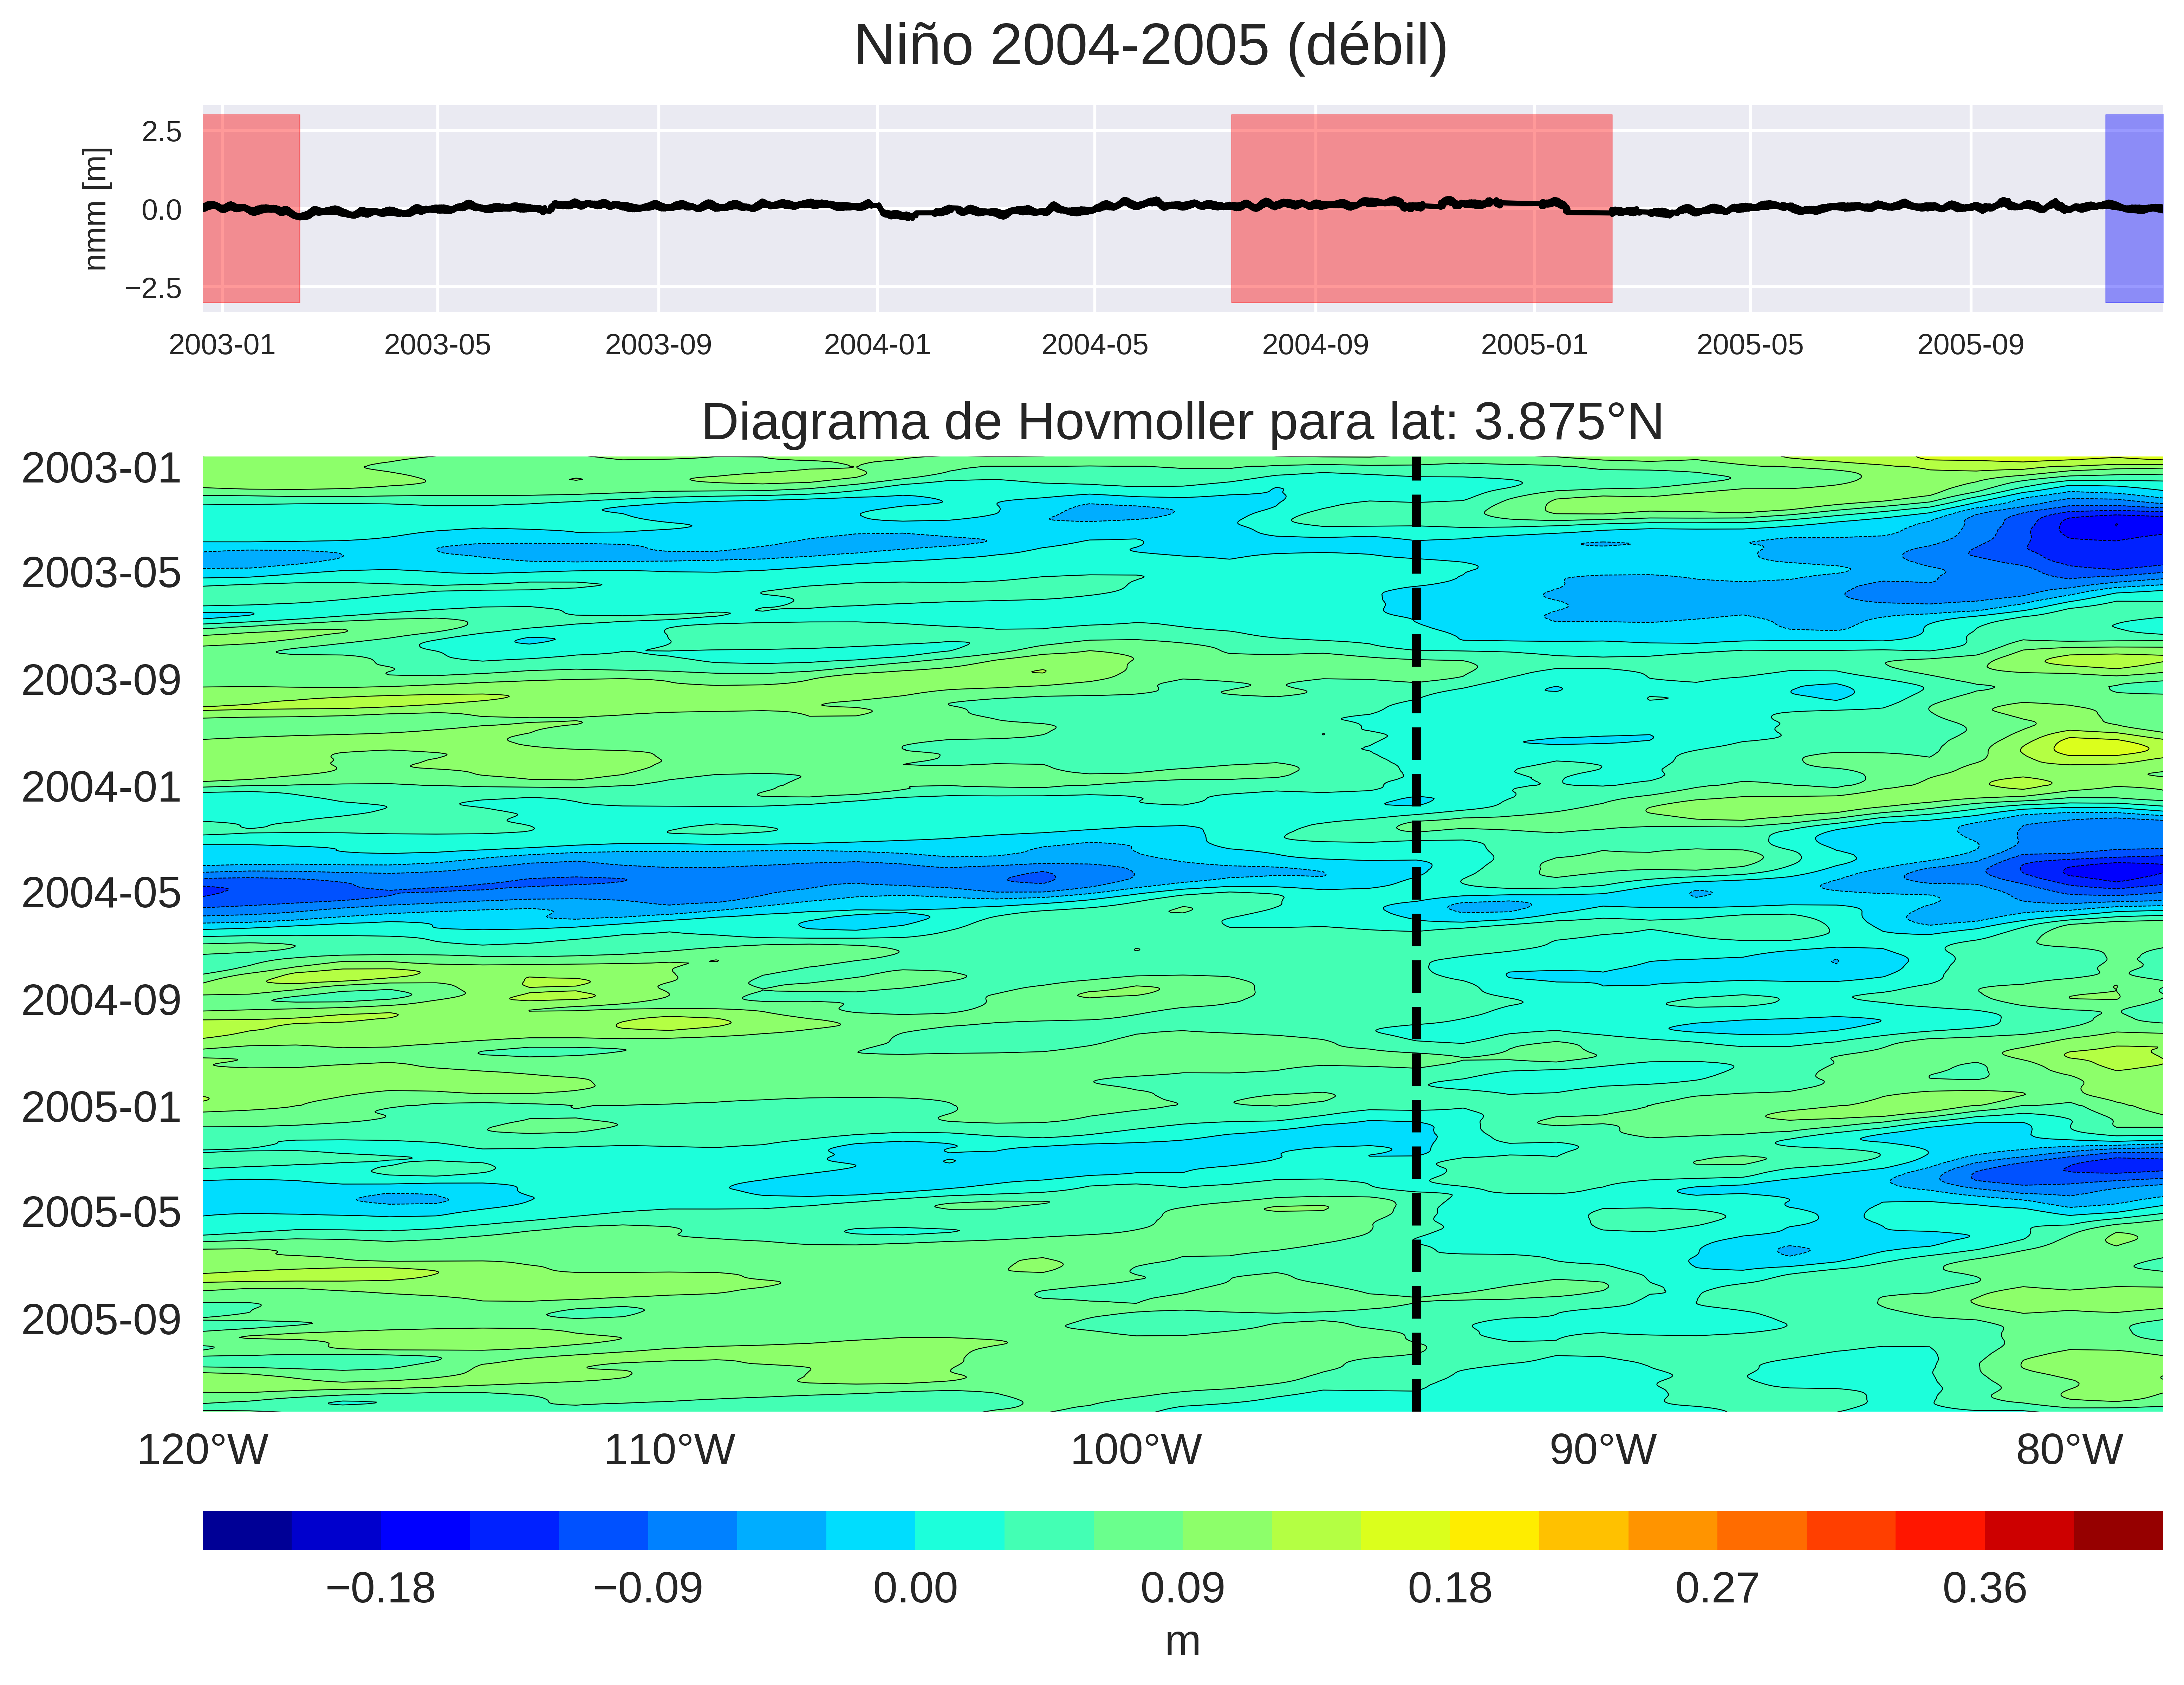 Niño 2004-2005 (débil)
nmm [m]
2.5
0.0
−2.5
2003-01 2003-05 2003-09 2004-01 2004-05 2004-09 2005-01 2005-05 2005-09
Diagrama de Hovmoller para lat: 3.875°N
2003-01
2003-05
2003-09
2004-01
2004-05
2004-09
2005-01
2005-05
2005-09
120°W 110°W 100°W 90°W 80°W
−0.18 −0.09 0.00 0.09 0.18 0.27 0.36
m